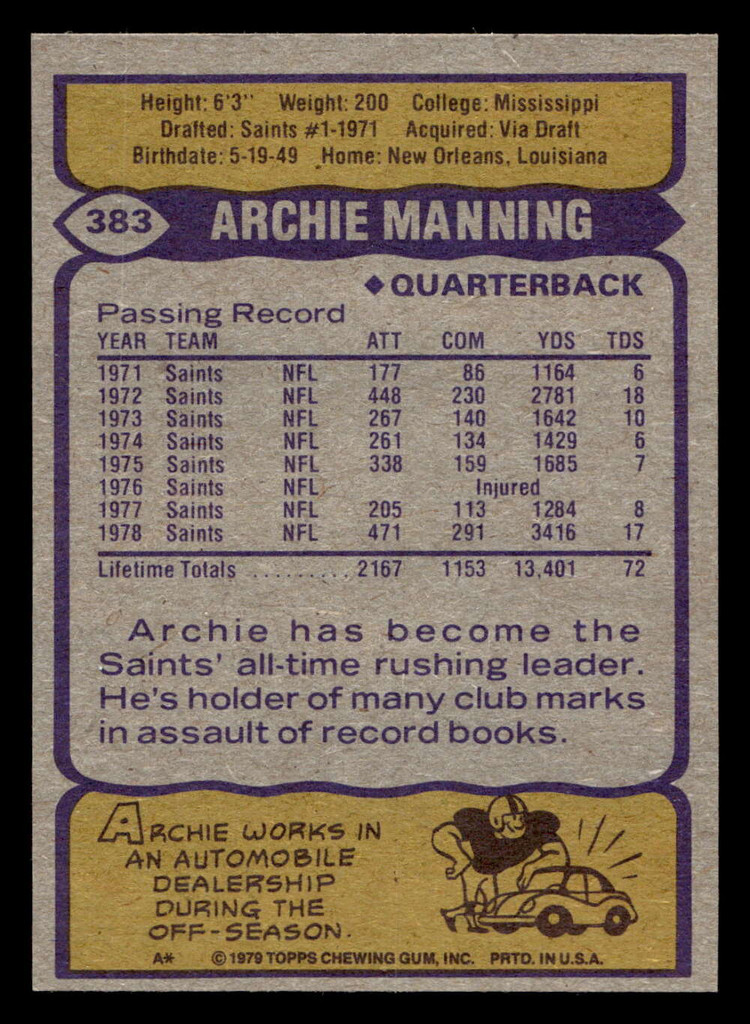 Height: 6'3'' Weight: 200 College: Mississippi
Drafted: Saints #1-1971 Acquired: Via Draft
Birthdate: 5-19-49 Home: New Orleans, Louisiana
383 ARCHIE MANNING
◆QUARTERBACK
Passing Record
YEAR TEAM ATT COM YDS TDS
1971 Saints NFL 177 86 1164 6
1972 Saints NFL 448 230 2781 18
1973 Saints NFL 267 140 1642 10
1974 Saints NFL 261 134 1429 6
1975 Saints NFL 338 159 1685 7
1976 Saints NFL Injured
1977 Saints NFL 205 113 1284 8
1978 Saints NFL 471 291 3416 17
Lifetime Totals .......... 2167 1153 13,401 72
Archie has become the
Saints' all-time rushing leader.
He's holder of many club marks
in assault of record books.
ARCHIE WORKS IN
AN AUTOMOBILE
DEALERSHIP
DURING THE
OFF-SEASON.
A* © 1979 TOPPS CHEWING GUM, INC. PRTD. IN U.S.A.